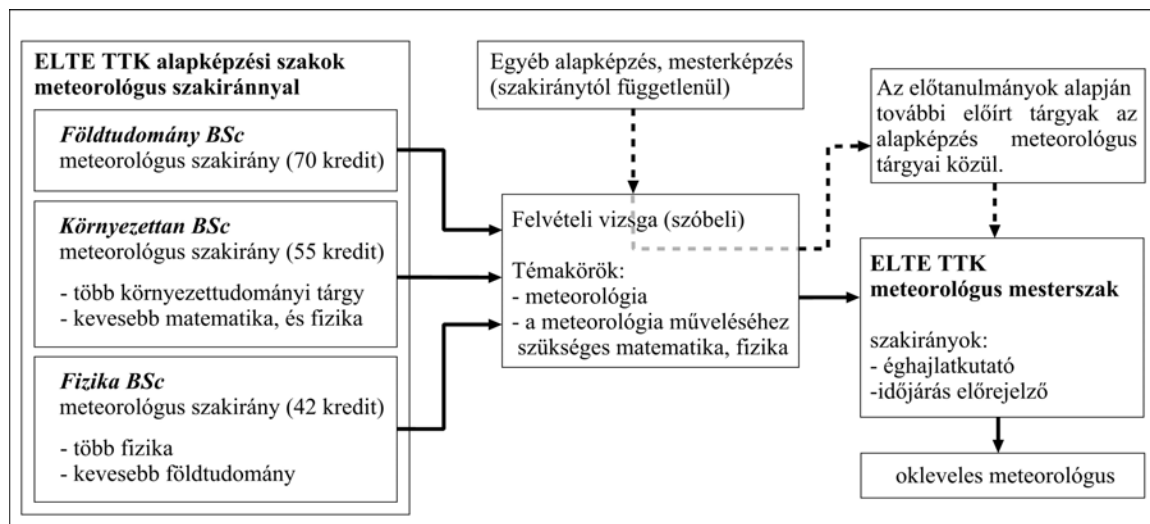 ELTE TTK alapképzési szakok
meteorológus szakiránnyal
Földtudomány BSc
meteorológus szakirány (70 kredit)
Környezettan BSc
meteorológus szakirány (55 kredit)
- több környezettudományi tárgy
- kevesebb matematika, és fizika
Fizika BSc
meteorológus szakirány (42 kredit)
- több fizika
- kevesebb földtudomány
Egyéb alapképzés, mesterképzés
(szakiránytól függetlenül)
Felvételi vizsga (szóbeli)
Témakörök:
- meteorológia
- a meteorológia műveléséhez
szükséges matematika, fizika
Az előtanulmányok alapján
további előírt tárgyak az
alapképzés meteorológus
tárgyai közül.
ELTE TTK
meteorológus mesterszak
szakirányok:
- éghajlatkutató
-időjárás előrejelző
okleveles meteorológus